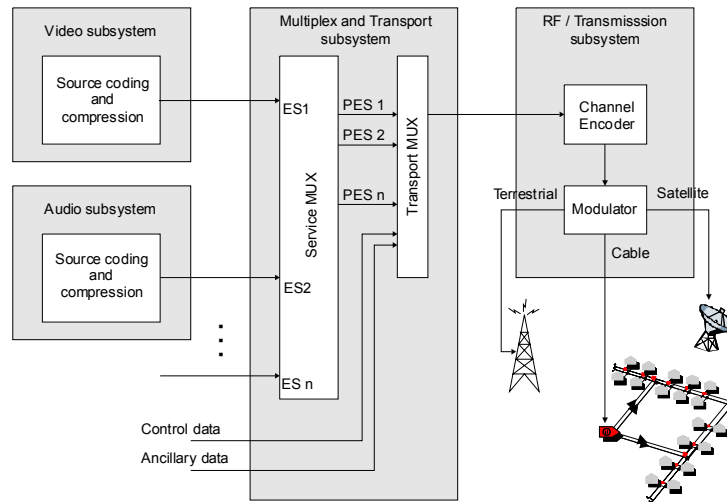 Video subsystem
Source coding
and
compression
Audio subsystem
Source coding
and
compression
Multiplex and Transport
subsystem
ES1
ES2
ES n
Service MUX
PES 1
PES 2
PES n
Transport MUX
Control data
Ancillary data
RF / Transmisssion
subsystem
Channel
Encoder
Modulator
Terrestrial
Satellite
Cable